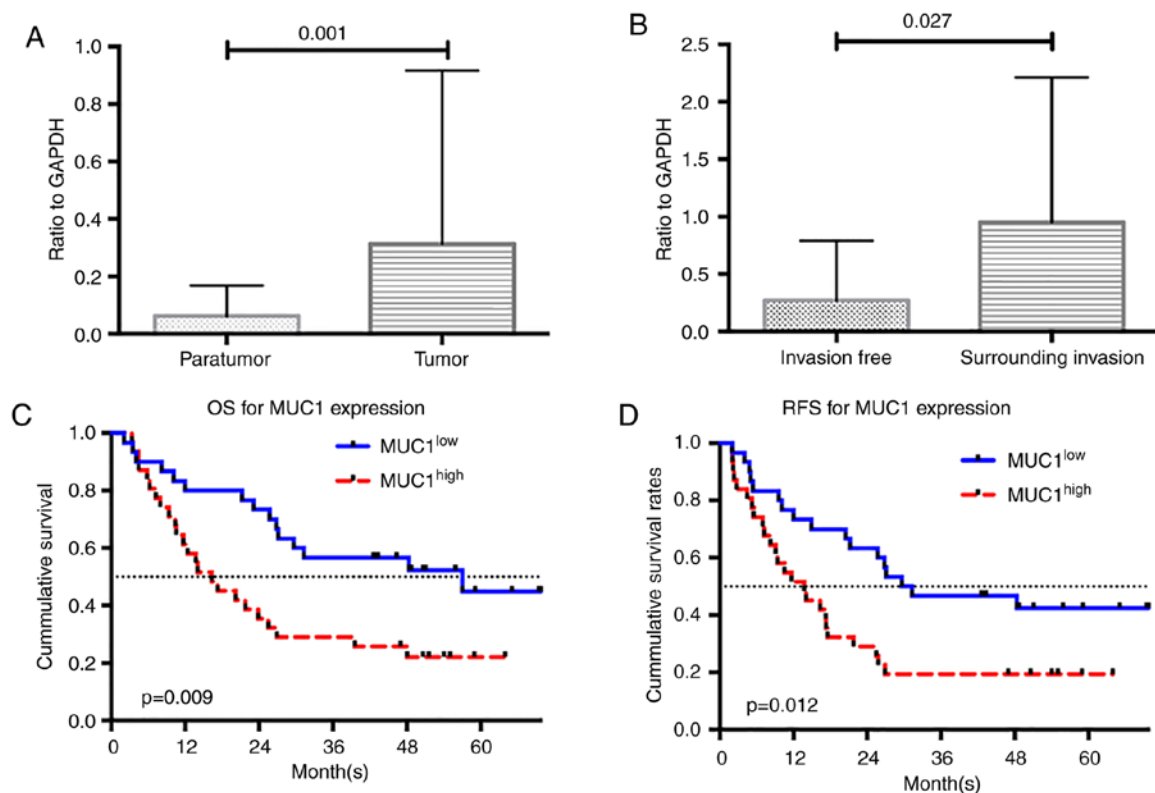 A
0.001
1.0
0.8
0.6
0.4
0.2
0.0
Ratio to GAPDH
Paratumor
Tumor
B
0.027
2.5
2.0
1.5
1.0
0.5
0.0
Ratio to GAPDH
Invasion free
Surrounding invasion
C
OS for MUC1 expression
MUC1low
MUC1high
1.0
0.8
0.6
0.4
0.2
0.0
Cummulative survival
p=0.009
0 12 24 36 48 60
Month(s)
D
RFS for MUC1 expression
MUC1low
MUC1high
1.0
0.8
0.6
0.4
0.2
0.0
Cummulative survival rates
p=0.012
0 12 24 36 48 60
Month(s)